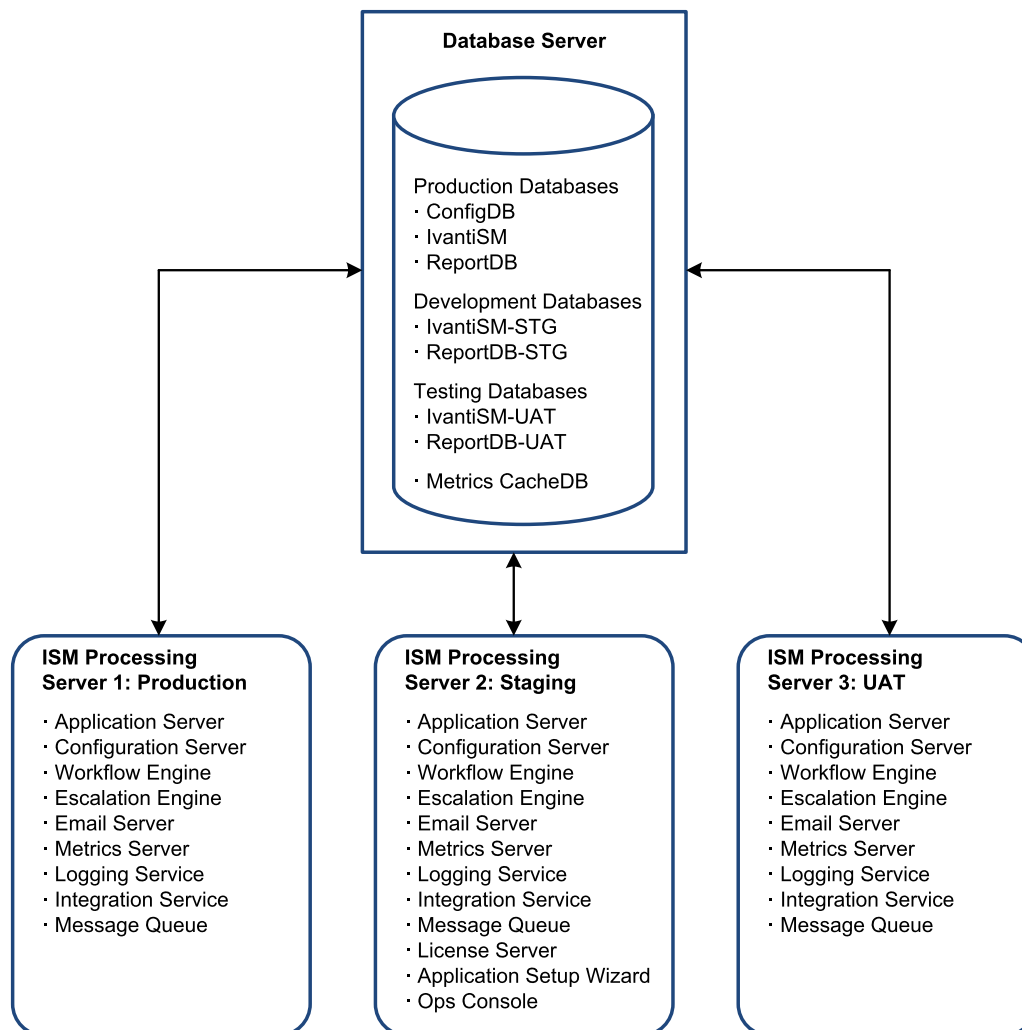 Database Server
Production Databases
· ConfigDB
· IvantiSM
· ReportDB
Development Databases
· IvantiSM-STG
· ReportDB-STG
Testing Databases
· IvantiSM-UAT
· ReportDB-UAT
· Metrics CacheDB
ISM Processing
Server 1: Production
· Application Server
· Configuration Server
· Workflow Engine
· Escalation Engine
· Email Server
· Metrics Server
· Logging Service
· Integration Service
· Message Queue
ISM Processing
Server 2: Staging
· Application Server
· Configuration Server
· Workflow Engine
· Escalation Engine
· Email Server
· Metrics Server
· Logging Service
· Integration Service
· Message Queue
· License Server
· Application Setup Wizard
· Ops Console
ISM Processing
Server 3: UAT
· Application Server
· Configuration Server
· Workflow Engine
· Escalation Engine
· Email Server
· Metrics Server
· Logging Service
· Integration Service
· Message Queue